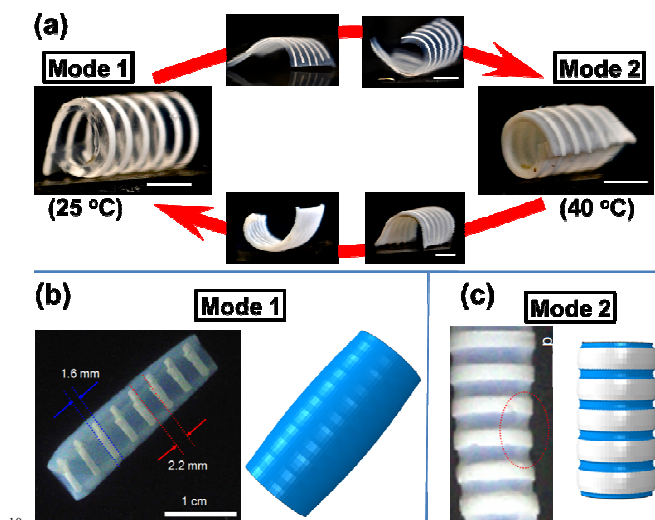 (a)
Mode 1
Mode 2
(25 °C)
(40 °C)
(b)
Mode 1
1.6 mm
2.2 mm
1 cm
(c)
Mode 2